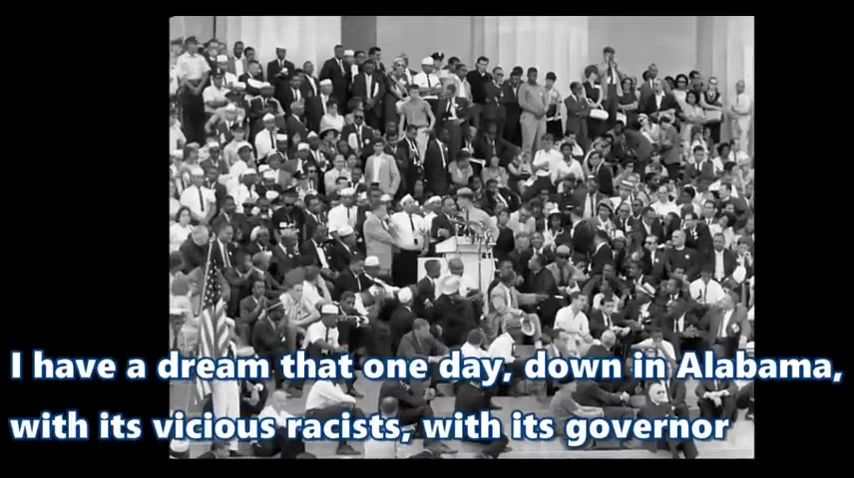 I have a dream that one day, down in Alabama,
with its vicious racists, with its governor